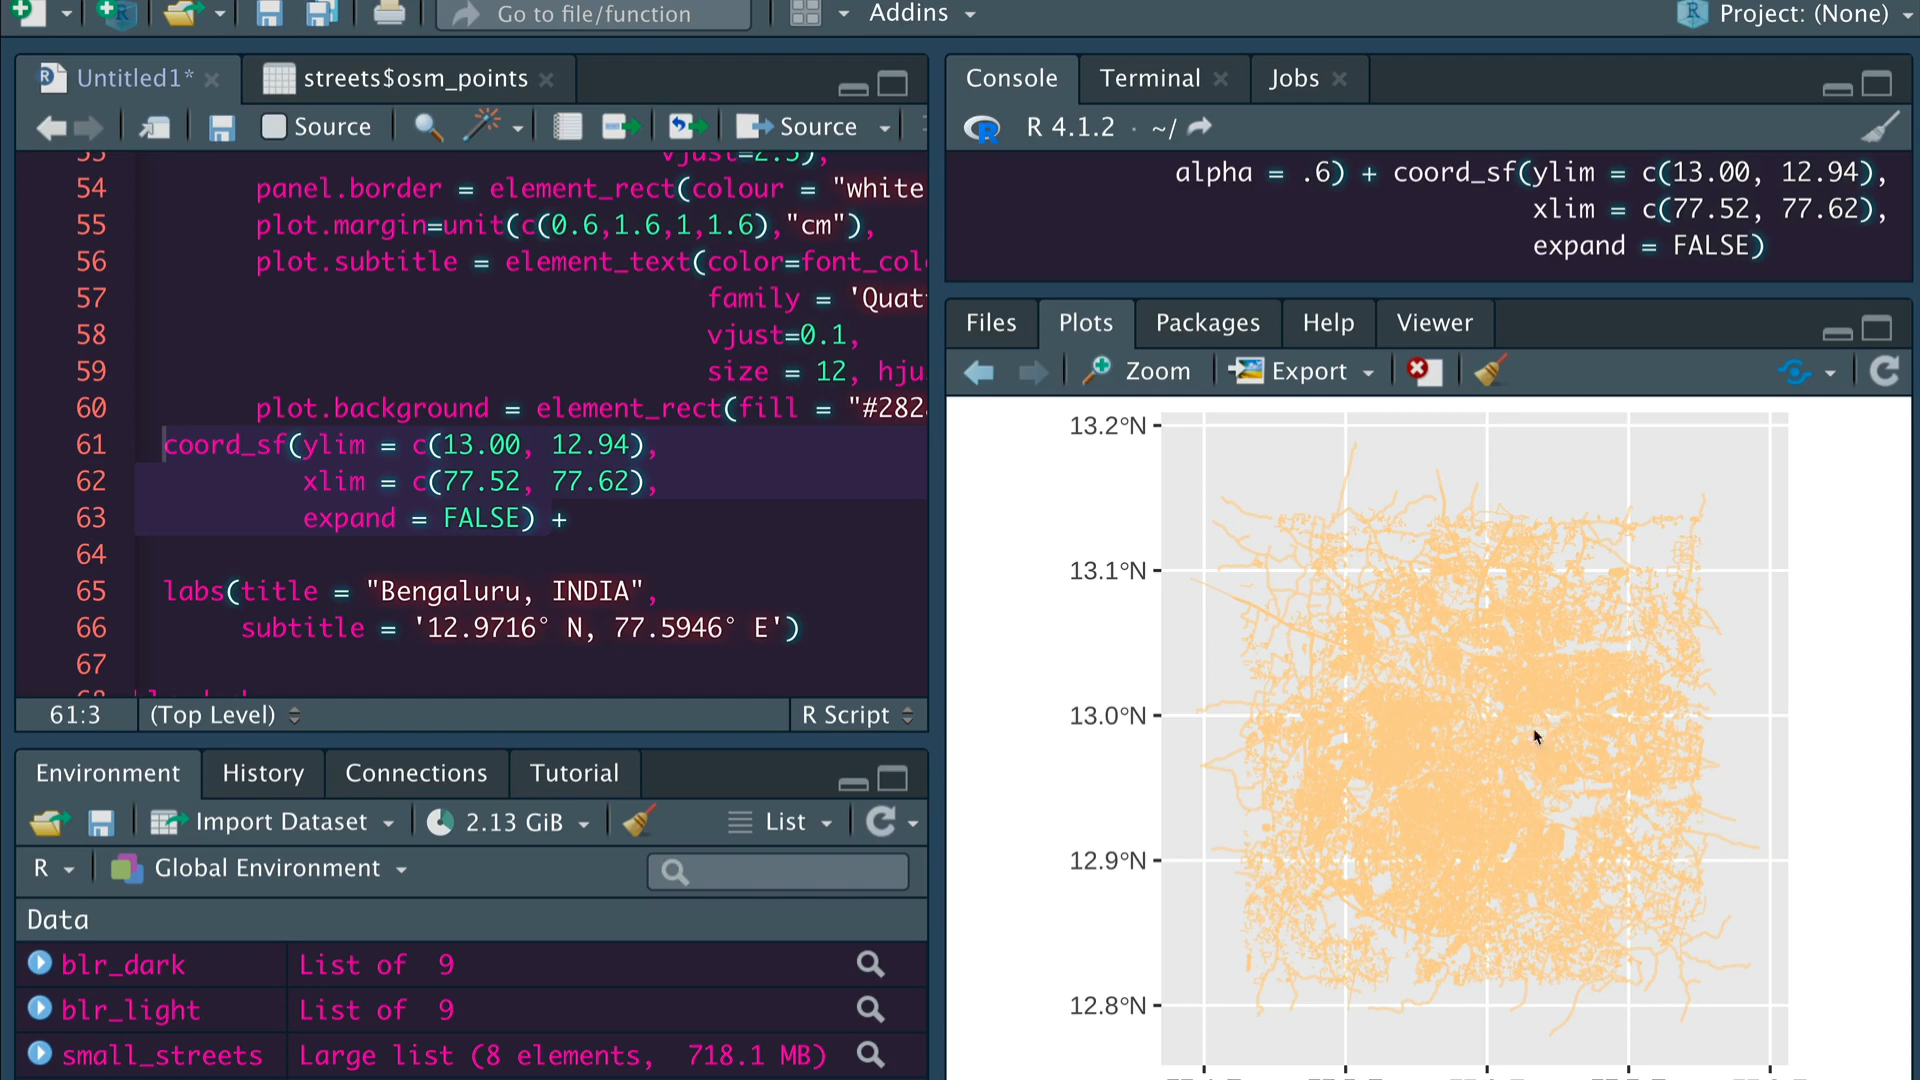 Go to file/function
Addins
Project: (None)
Untitled1*
streets$osm_points
Source
Source
vjust=2.5),
54 panel.border = element_rect(colour = "white
55 plot.margin=unit(c(0.6,1.6,1,1.6),"cm"),
56 plot.subtitle = element_text(color=font_col
57 family = 'Quat
58 vjust=0.1,
59 size = 12, hju
60 plot.background = element_rect(fill = "#282
61 coord_sf(ylim = c(13.00, 12.94),
62 xlim = c(77.52, 77.62),
63 expand = FALSE) +
64
65 labs(title = "Bengaluru, INDIA",
66 subtitle = '12.9716° N, 77.5946° E')
67
61:3 (Top Level) R Script
Environment History Connections Tutorial
Import Dataset 2.13 GiB List
R Global Environment
Data
blr_dark List of 9
blr_light List of 9
small_streets Large list (8 elements, 718.1 MB)
Console Terminal Jobs
R 4.1.2 · ~/
alpha = .6) + coord_sf(ylim = c(13.00, 12.94),
xlim = c(77.52, 77.62),
expand = FALSE)
Files Plots Packages Help Viewer
Zoom Export
13.2°N
13.1°N
13.0°N
12.9°N
12.8°N